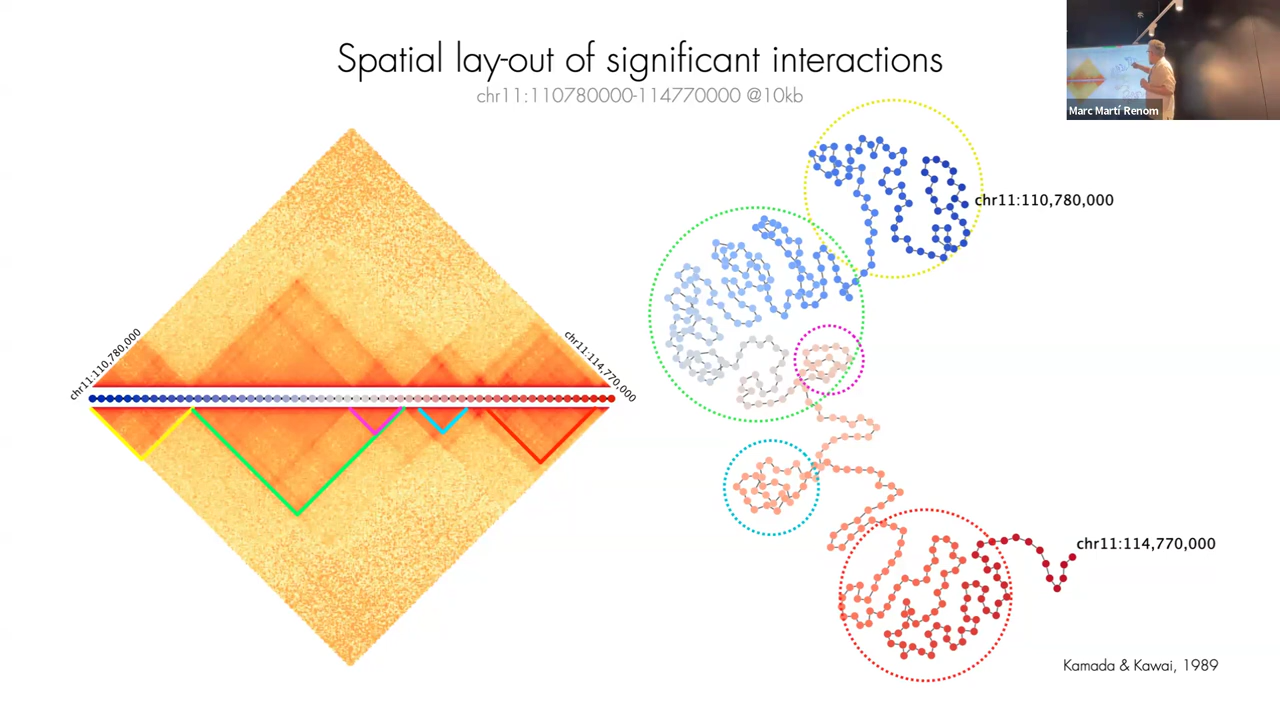 Spatial lay-out of significant interactions
chr11:110780000-114770000 @10kb
Marc Martí Renom
chr11:110,780,000
chr11:114,770,000
chr11:110,780,000
chr11:114,770,000
Kamada & Kawai, 1989